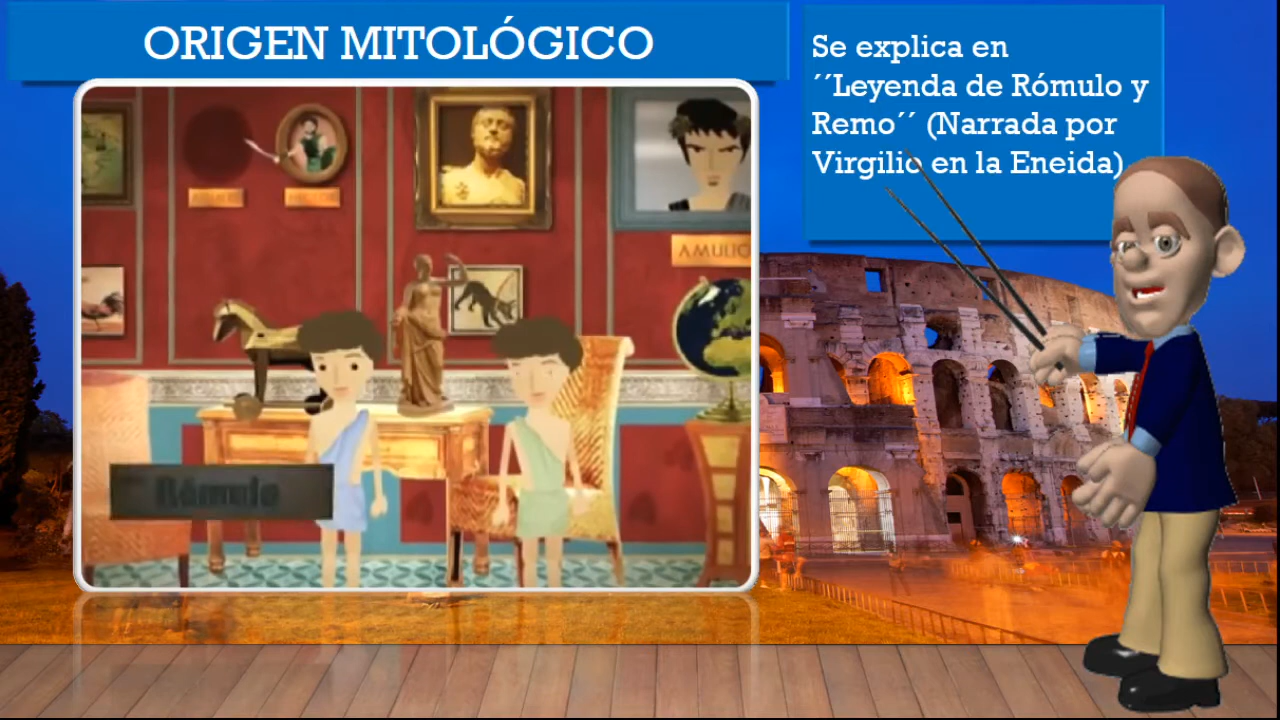 ORIGEN MITOLÓGICO
Se explica en
´´Leyenda de Rómulo y
Remo´´ (Narrada por
Virgilio en la Eneida)
AMULIO
Rómulo